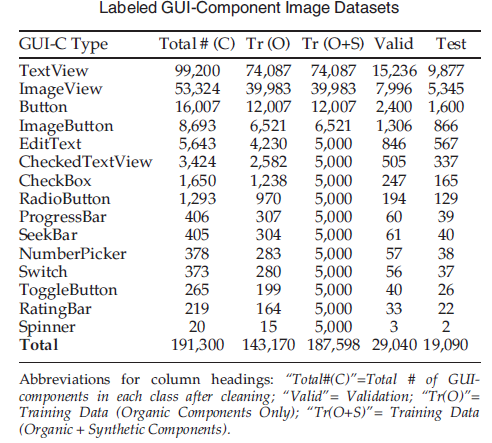 Labeled GUI-Component Image Datasets
GUI-C Type Total # (C) Tr (O) Tr (O+S) Valid Test
TextView 99,200 74,087 74,087 15,236 9,877
ImageView 53,324 39,983 39,983 7,996 5,345
Button 16,007 12,007 12,007 2,400 1,600
ImageButton 8,693 6,521 6,521 1,306 866
EditText 5,643 4,230 5,000 846 567
CheckedTextView 3,424 2,582 5,000 505 337
CheckBox 1,650 1,238 5,000 247 165
RadioButton 1,293 970 5,000 194 129
ProgressBar 406 307 5,000 60 39
SeekBar 405 304 5,000 61 40
NumberPicker 378 283 5,000 57 38
Switch 373 280 5,000 56 37
ToggleButton 265 199 5,000 40 26
RatingBar 219 164 5,000 33 22
Spinner 20 15 5,000 3 2
Total 191,300 143,170 187,598 29,040 19,090
Abbreviations for column headings: “Total#(C)”=Total # of GUI-
components in each class after cleaning; “Valid”= Validation; “Tr(O)”=
Training Data (Organic Components Only); “Tr(O+S)”= Training Data
(Organic + Synthetic Components).